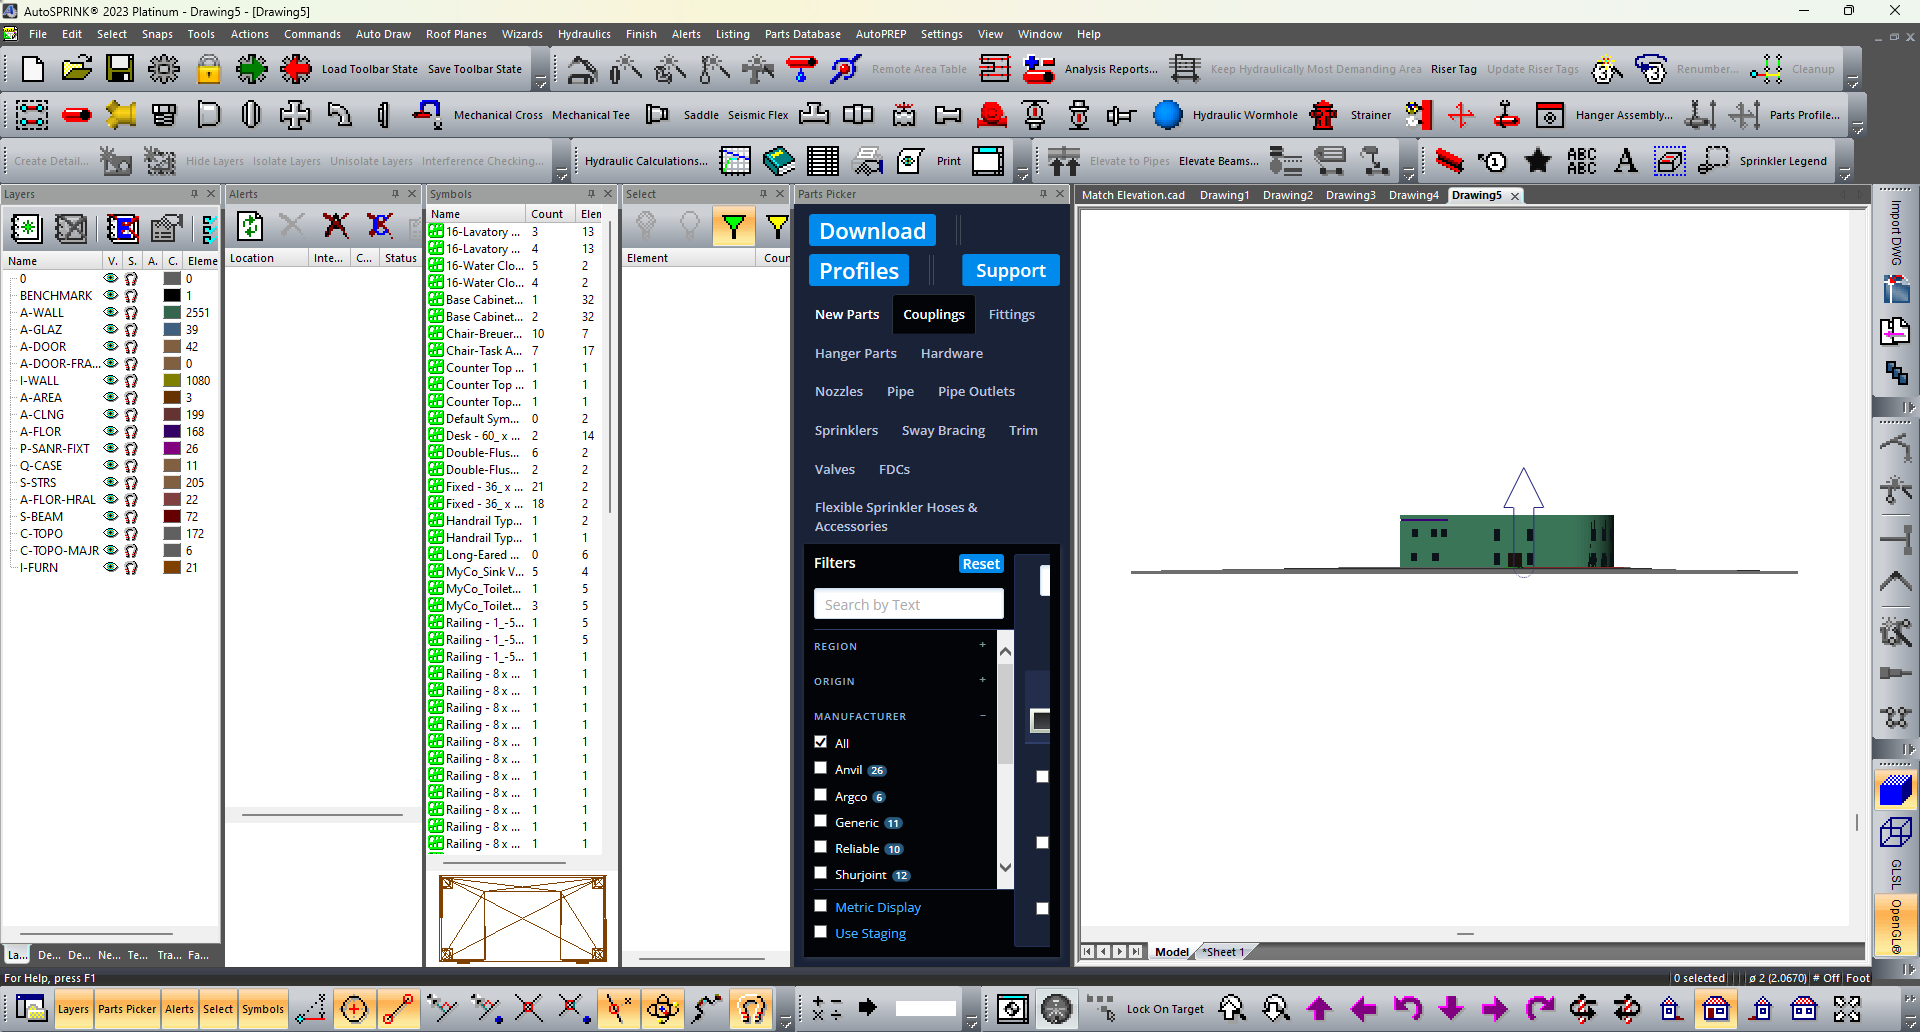 AutoSPRINK® 2023 Platinum - Drawing5 - [Drawing5]
File Edit Select Snaps Tools Actions Commands Auto Draw Roof Planes Wizards Hydraulics Finish Alerts Listing Parts Database AutoPREP Settings View Window Help
Load Toolbar State Save Toolbar State Remote Area Table Analysis Reports... Keep Hydraulically Most Demanding Area Riser Tag Update Riser Tags Renumber... Cleanup
Mechanical Cross Mechanical Tee Saddle Seismic Flex Hydraulic Wormhole Strainer Hanger Assembly... Parts Profile...
Create Detail... Hide Layers Isolate Layers Unisolate Layers Interference Checking... Hydraulic Calculations... Print Elevate to Pipes Elevate Beams... ABC ABC A Sprinkler Legend
Layers
Name V. S. A. C. Eleme
0 0
BENCHMARK 1
A-WALL 2551
A-GLAZ 39
A-DOOR 42
A-DOOR-FRA... 0
I-WALL 1080
A-AREA 3
A-CLNG 199
A-FLOR 168
P-SANR-FIXT 26
Q-CASE 11
S-STRS 205
A-FLOR-HRAL 22
S-BEAM 72
C-TOPO 172
C-TOPO-MAJR 6
I-FURN 21
La... De... De... Ne... Te... Tra... Fa...
Alerts
Location Inte... C... Status
Symbols
Name Count Elem
16-Lavatory ... 3 13
16-Lavatory ... 4 13
16-Water Clo... 5 2
16-Water Clo... 4 2
Base Cabinet... 1 32
Base Cabinet... 2 32
Chair-Breuer... 10 7
Chair-Task A... 7 17
Counter Top ... 1 1
Counter Top ... 1 1
Counter Top... 1 1
Default Sym... 0 2
Desk - 60_ x ... 2 14
Double-Flus... 6 2
Double-Flus... 2 2
Fixed - 36_ x ... 21 2
Fixed - 36_ x ... 18 2
Handrail Typ... 1 2
Handrail Typ... 1 1
Long-Eared ... 0 6
MyCo_Sink V... 5 4
MyCo_Toilet... 1 5
MyCo_Toilet... 3 5
Railing - 1_-5... 1 5
Railing - 1_-5... 1 5
Railing - 1_-5... 1 1
Railing - 8 x ... 1 1
Railing - 8 x ... 1 1
Railing - 8 x ... 1 1
Railing - 8 x ... 1 1
Railing - 8 x ... 1 1
Railing - 8 x ... 1 1
Railing - 8 x ... 1 1
Railing - 8 x ... 1 1
Railing - 8 x ... 1 1
Railing - 8 x ... 1 1
Railing - 8 x ... 1 1
Select
Element Coun
Parts Picker
Download
Profiles Support
New Parts Couplings Fittings
Hanger Parts Hardware
Nozzles Pipe Pipe Outlets
Sprinklers Sway Bracing Trim
Valves FDCs
Flexible Sprinkler Hoses &
Accessories
Filters Reset
Search by Text
REGION +
ORIGIN +
MANUFACTURER −
All
Anvil 26
Argco 6
Generic 11
Reliable 10
Shurjoint 12
Metric Display
Use Staging
Match Elevation.cad Drawing1 Drawing2 Drawing3 Drawing4 Drawing5
Model *Sheet 1
Import DWG
GLSL
OpenGL®
For Help, press F1 0 selected ø 2 (2.0670) # Off Foot
Layers Parts Picker Alerts Select Symbols Lock On Target